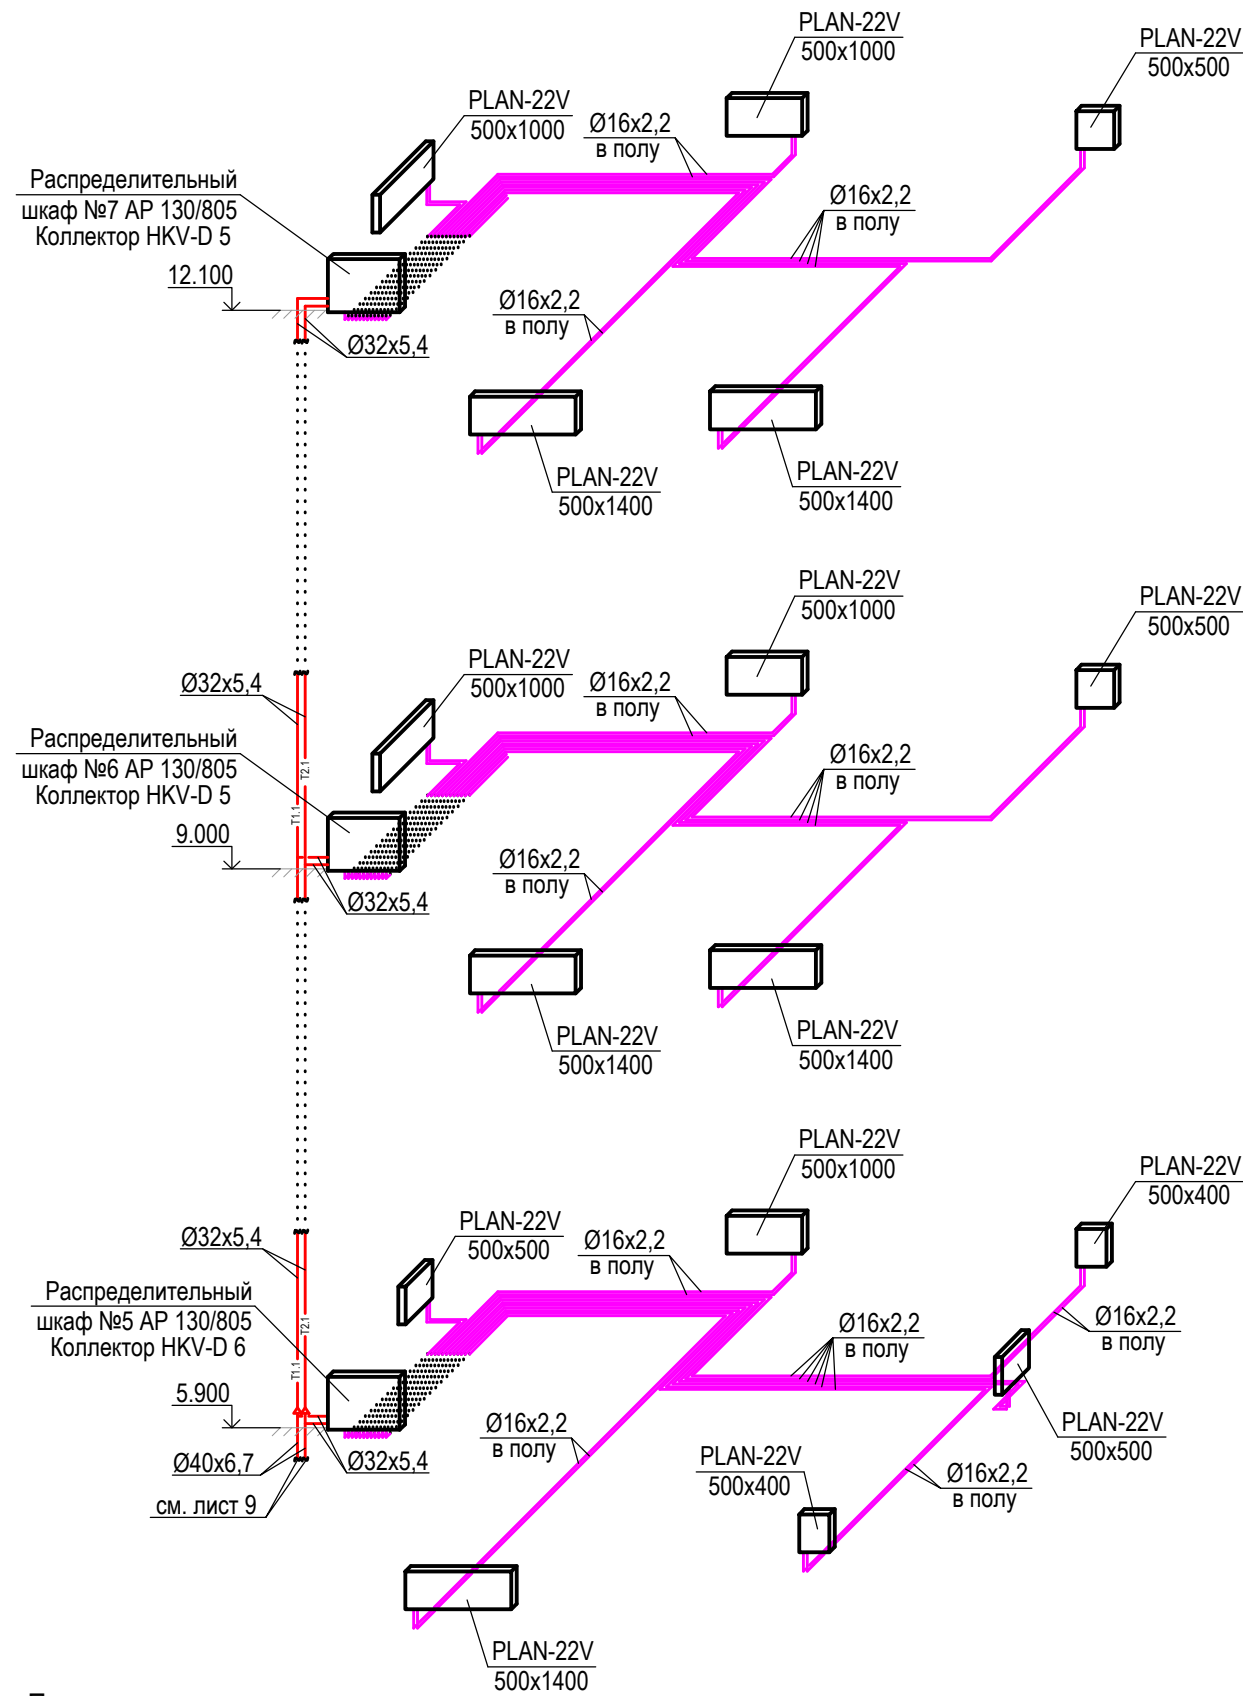 PLAN-22V
500x1000
PLAN-22V
500x500
PLAN-22V
500x1000
Ø16x2,2
в полу
Распределительный
шкаф №7 АР 130/805
Коллектор HKV-D 5
Ø16x2,2
в полу
12.100
Ø16x2,2
в полу
Ø32x5,4
PLAN-22V
500x1400
PLAN-22V
500x1400
PLAN-22V
500x1000
PLAN-22V
500x500
PLAN-22V
500x1000
Ø16x2,2
в полу
Ø32x5,4
Распределительный
шкаф №6 АР 130/805
Коллектор HKV-D 5
T2.1
T1.1
Ø16x2,2
в полу
9.000
Ø16x2,2
в полу
Ø32x5,4
PLAN-22V
500x1400
PLAN-22V
500x1400
PLAN-22V
500x1000
PLAN-22V
500x400
PLAN-22V
500x500
Ø16x2,2
в полу
Ø32x5,4
Распределительный
шкаф №5 АР 130/805
Коллектор HKV-D 6
T2.1
T1.1
Ø16x2,2
в полу
Ø16x2,2
в полу
5.900
Ø16x2,2
в полу
PLAN-22V
500x500
Ø40x6,7
Ø32x5,4
см. лист 9
PLAN-22V
500x400
Ø16x2,2
в полу
PLAN-22V
500x1400